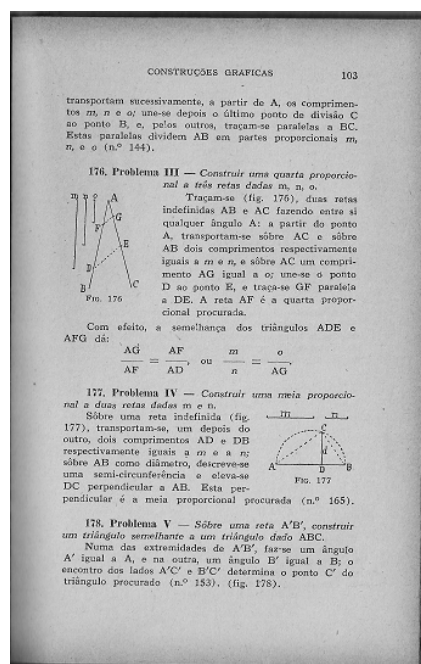 CONSTRUÇÕES GRAFICAS 103
transportam sucessivamente, a partir de A, os comprimen-
tos m, n e o; une-se depois o último ponto de divisão C
ao ponto B, e, pelos outros, traçam-se paralelas a BC.
Estas paralelas dividem AB em partes proporcionais m,
n, e o (n.º 144).
176. Problema III — Construir uma quarta proporcio-
nal a três retas dadas m, n, o.
m n o A G F E D B C
FIG. 176
Traçam-se (fig. 176), duas retas
indefinidas AB e AC fazendo entre si
qualquer ângulo A: a partir do ponto
A, transportam-se sôbre AC e sôbre
AB dois comprimentos respectivamente
iguais a m e n, e sôbre AC um compri-
mento AG igual a o; une-se o ponto
D ao ponto E, e traça-se GF paralela
a DE. A reta AF é a quarta propor-
cional procurada.
Com efeito, a semelhança dos triângulos ADE e
AFG dá:
AG AF m o
— = —, ou — = —.
AF AD n AG
177. Problema IV — Construir uma meia proporcio-
nal a duas retas dadas m e n.
Sôbre uma reta indefinida (fig.
177), transportam-se, um depois do
outro, dois comprimentos AD e DB
respectivamente iguais a m e a n;
sôbre AB como diâmetro, descreve-se
uma semi-circunferência e eleva-se
DC perpendicular a AB. Esta per-
pendicular é a meia proporcional procurada (n.º 165).
m n
C
d
A D B
FIG. 177
178. Problema V — Sôbre uma reta A'B', construir
um triângulo semelhante a um triângulo dado ABC.
Numa das extremidades de A'B', faz-se um ângulo
A' igual a A, e na outra, um ângulo B' igual a B; o
encontro dos lados A'C' e B'C' determina o ponto C' do
triângulo procurado (n.º 153). (fig. 178).